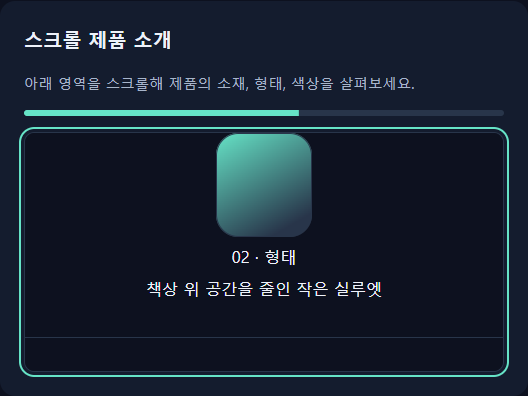 스크롤 제품 소개
아래 영역을 스크롤해 제품의 소재, 형태, 색상을 살펴보세요.
02 · 형태
책상 위 공간을 줄인 작은 실루엣